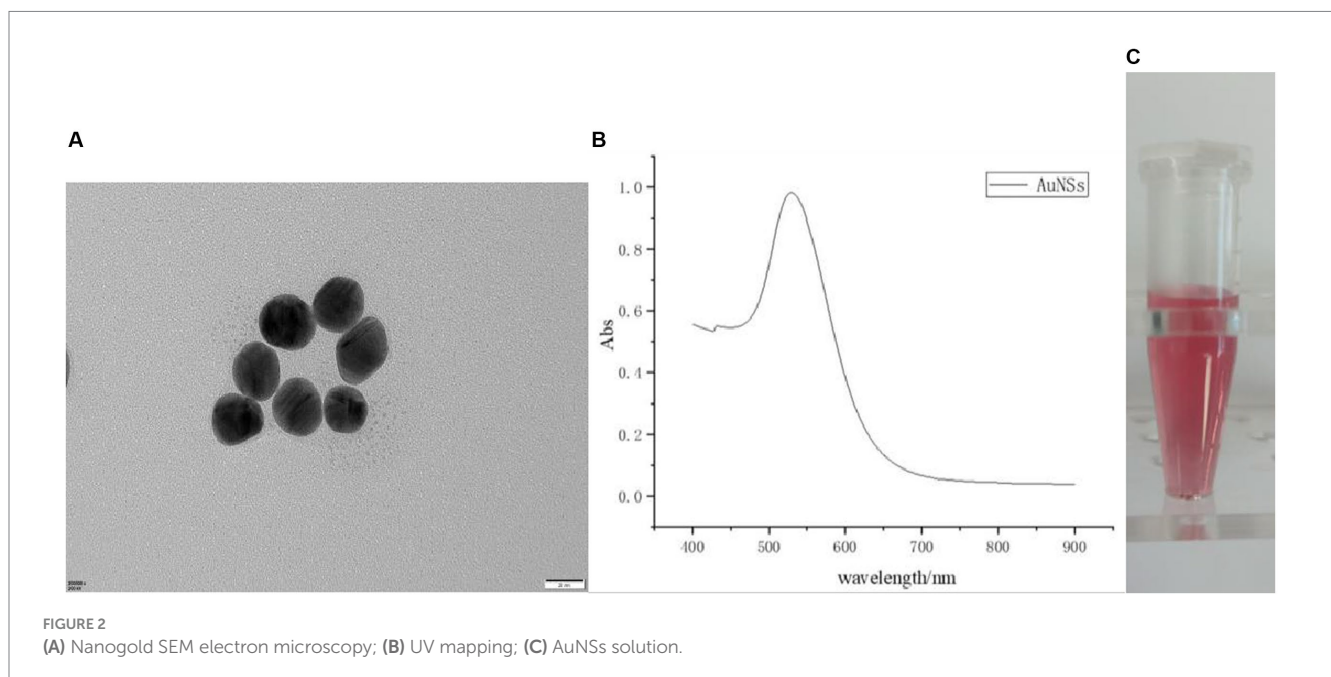 C
A
B
1.0
AuNSs
0.8
0.6
Abs
0.4
0.2
0.0
400
500
600
700
800
900
wavelength/nm
FIGURE 2
(A) Nanogold SEM electron microscopy; (B) UV mapping; (C) AuNSs solution.